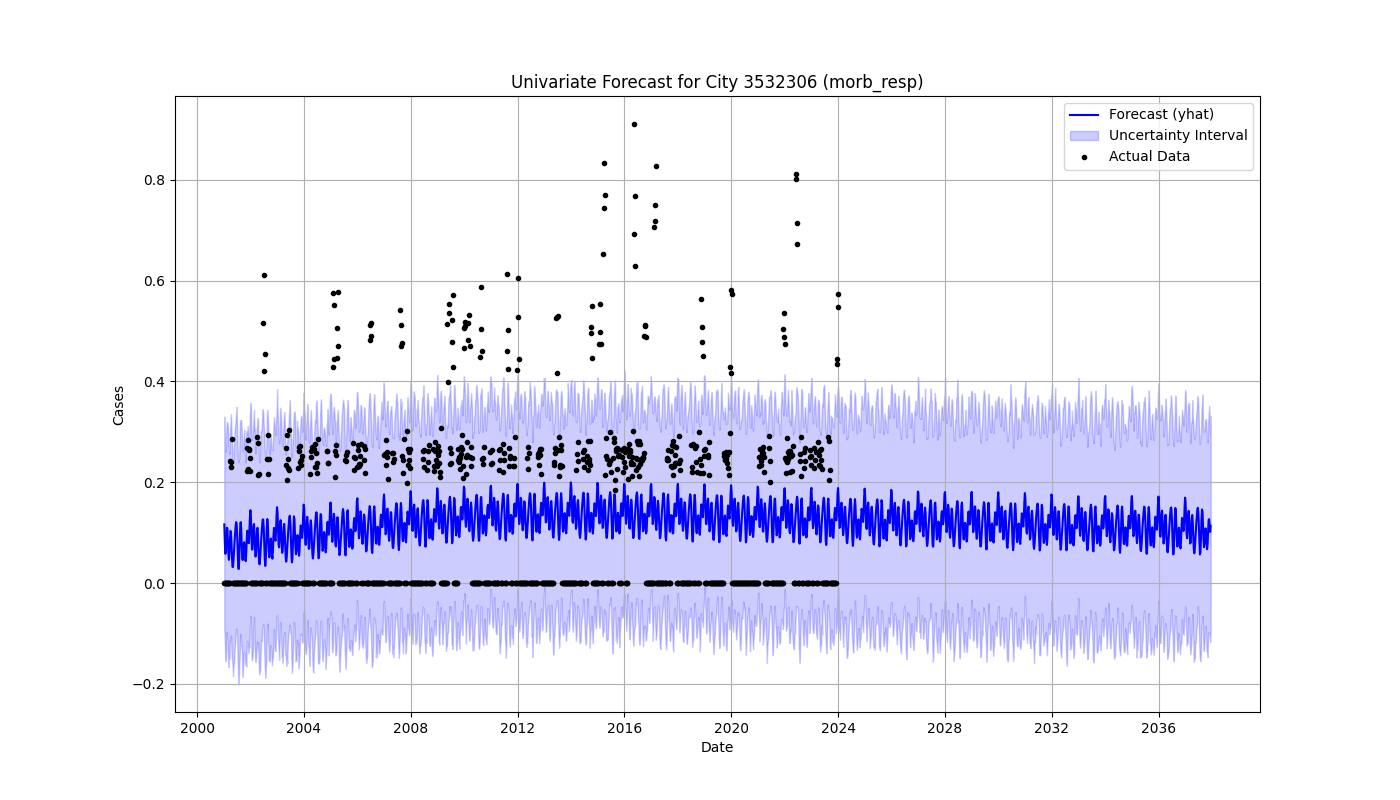 Univariate Forecast for City 3532306 (morb_resp)
Forecast (yhat)
Uncertainty Interval
Actual Data
Cases
0.8
0.6
0.4
0.2
0.0
−0.2
2000 2004 2008 2012 2016 2020 2024 2028 2032 2036
Date